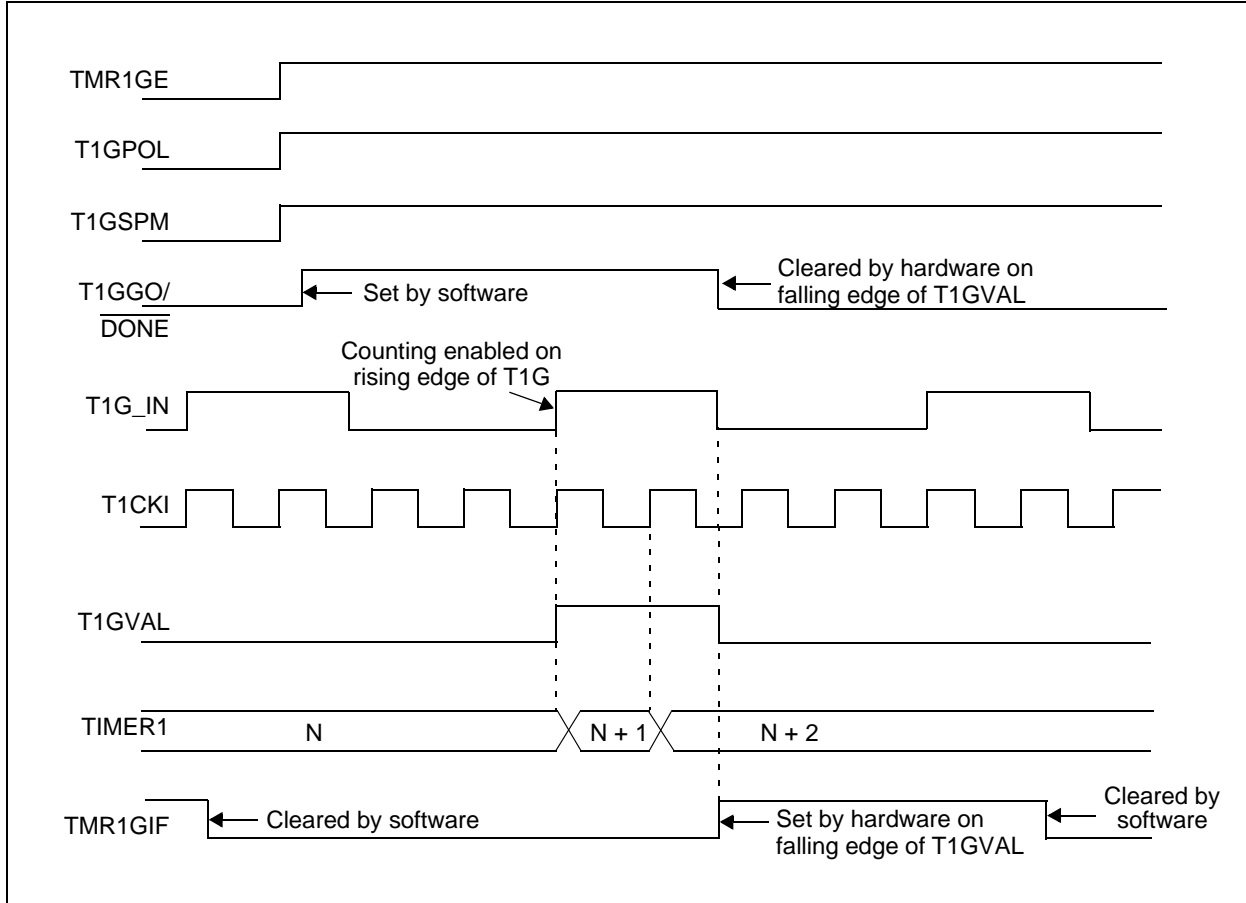 TMR1GE
T1GPOL
T1GSPM
T1GGO/
DONE
Set by software
Cleared by hardware on
falling edge of T1GVAL
Counting enabled on
rising edge of T1G
T1G_IN
T1CKI
T1GVAL
TIMER1
N
N + 1
N + 2
TMR1GIF
Cleared by software
Set by hardware on
falling edge of T1GVAL
Cleared by
software